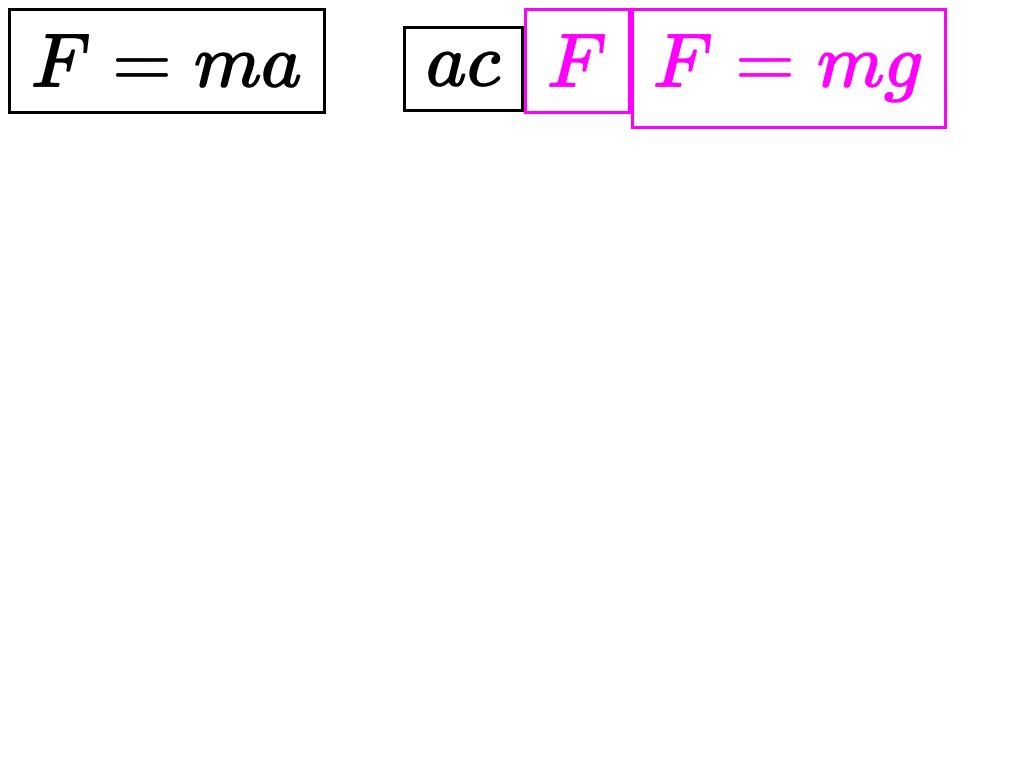 F = ma ac F F = mg